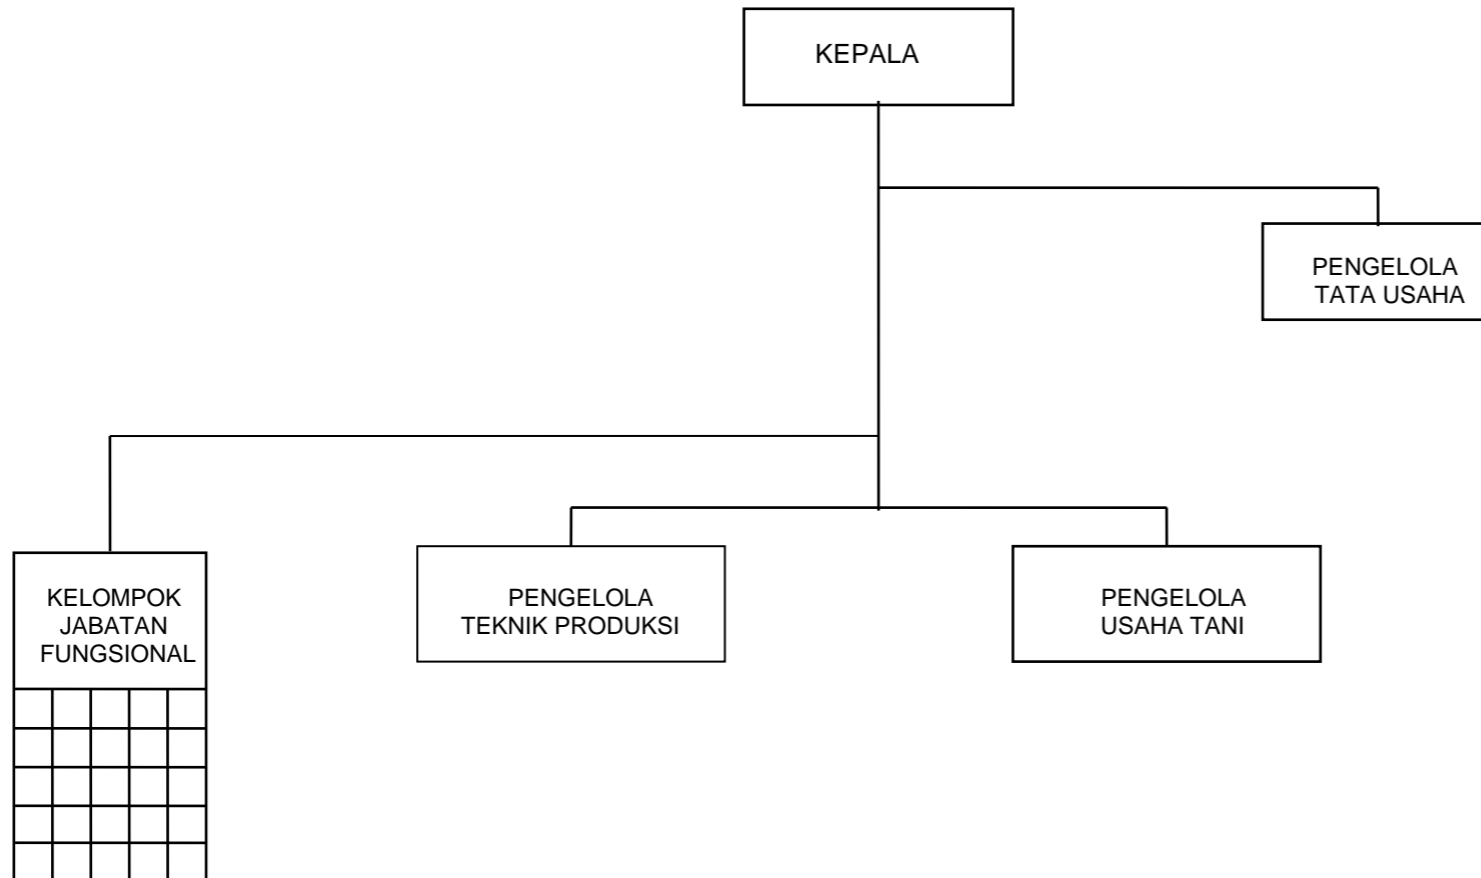 KEPALA
PENGELOLA
TATA USAHA
KELOMPOK
JABATAN
FUNGSIONAL
PENGELOLA
TEKNIK PRODUKSI
PENGELOLA
USAHA TANI